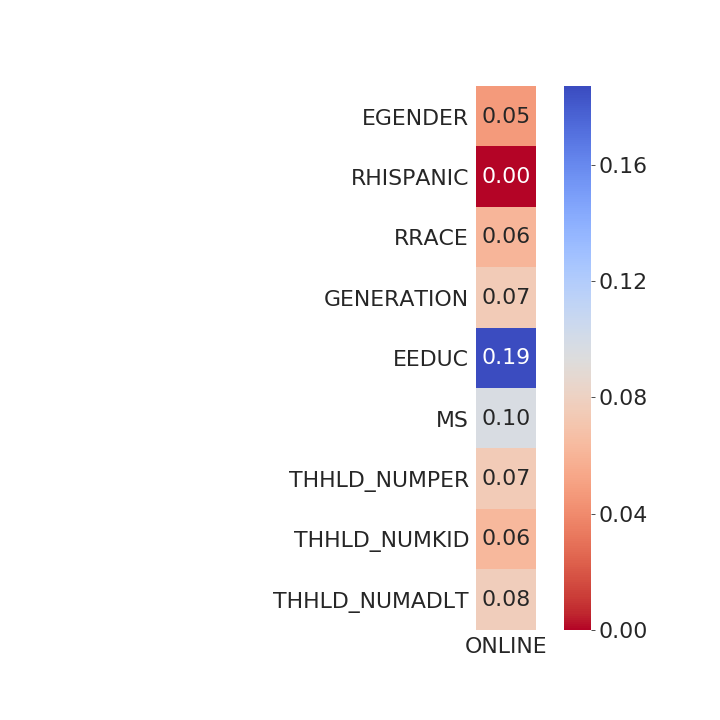 EGENDER 0.05
RHISPANIC 0.00
RRACE 0.06
GENERATION 0.07
EEDUC 0.19
MS 0.10
THHLD_NUMPER 0.07
THHLD_NUMKID 0.06
THHLD_NUMADLT 0.08
ONLINE
0.16
0.12
0.08
0.04
0.00